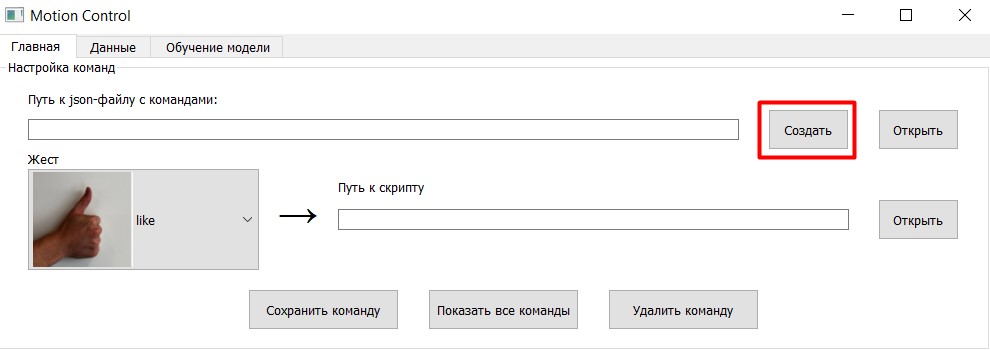 Motion Control
Главная Данные Обучение модели
Настройка команд
Путь к json-файлу с командами:
Создать Открыть
Жест
Путь к скрипту
like
Открыть
Сохранить команду Показать все команды Удалить команду